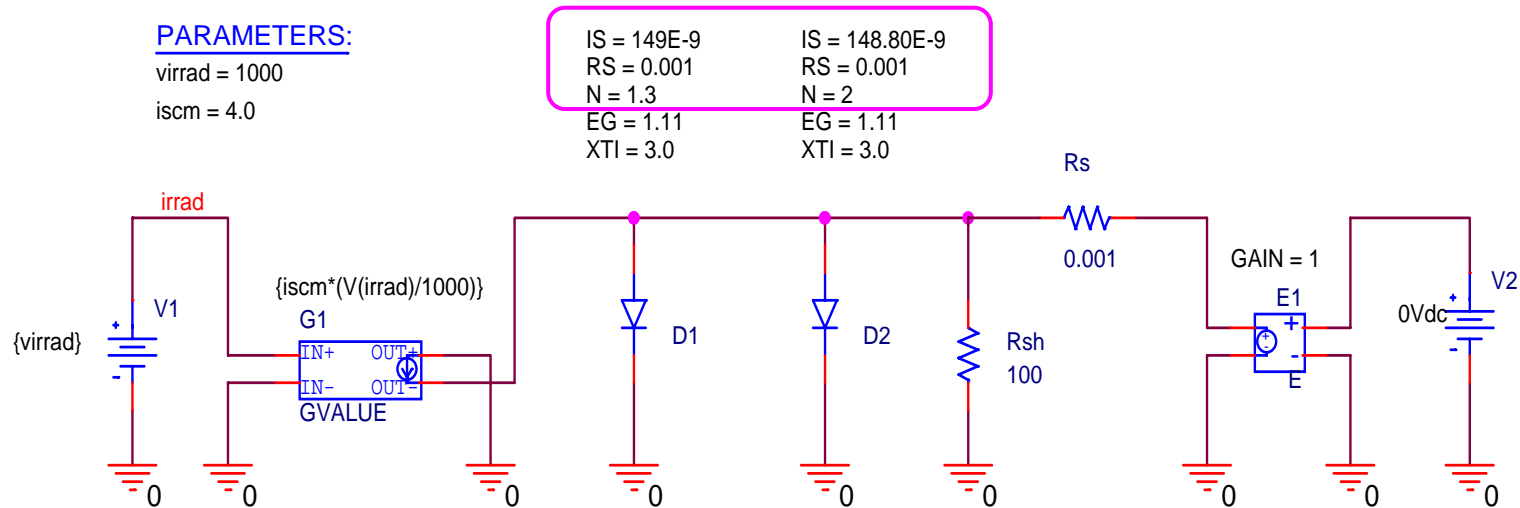 PARAMETERS:
virrad = 1000
iscm = 4.0
IS = 149E-9
RS = 0.001
N = 1.3
EG = 1.11
XTI = 3.0
IS = 148.80E-9
RS = 0.001
N = 2
EG = 1.11
XTI = 3.0
irrad
V1
{virrad}
{iscm*(V(irrad)/1000)}
G1
IN+ OUT+
IN- OUT-
GVALUE
D1
D2
Rsh
100
Rs
0.001
GAIN = 1
E1
E
V2
0Vdc
0
0
0
0
0
0
0
0
0